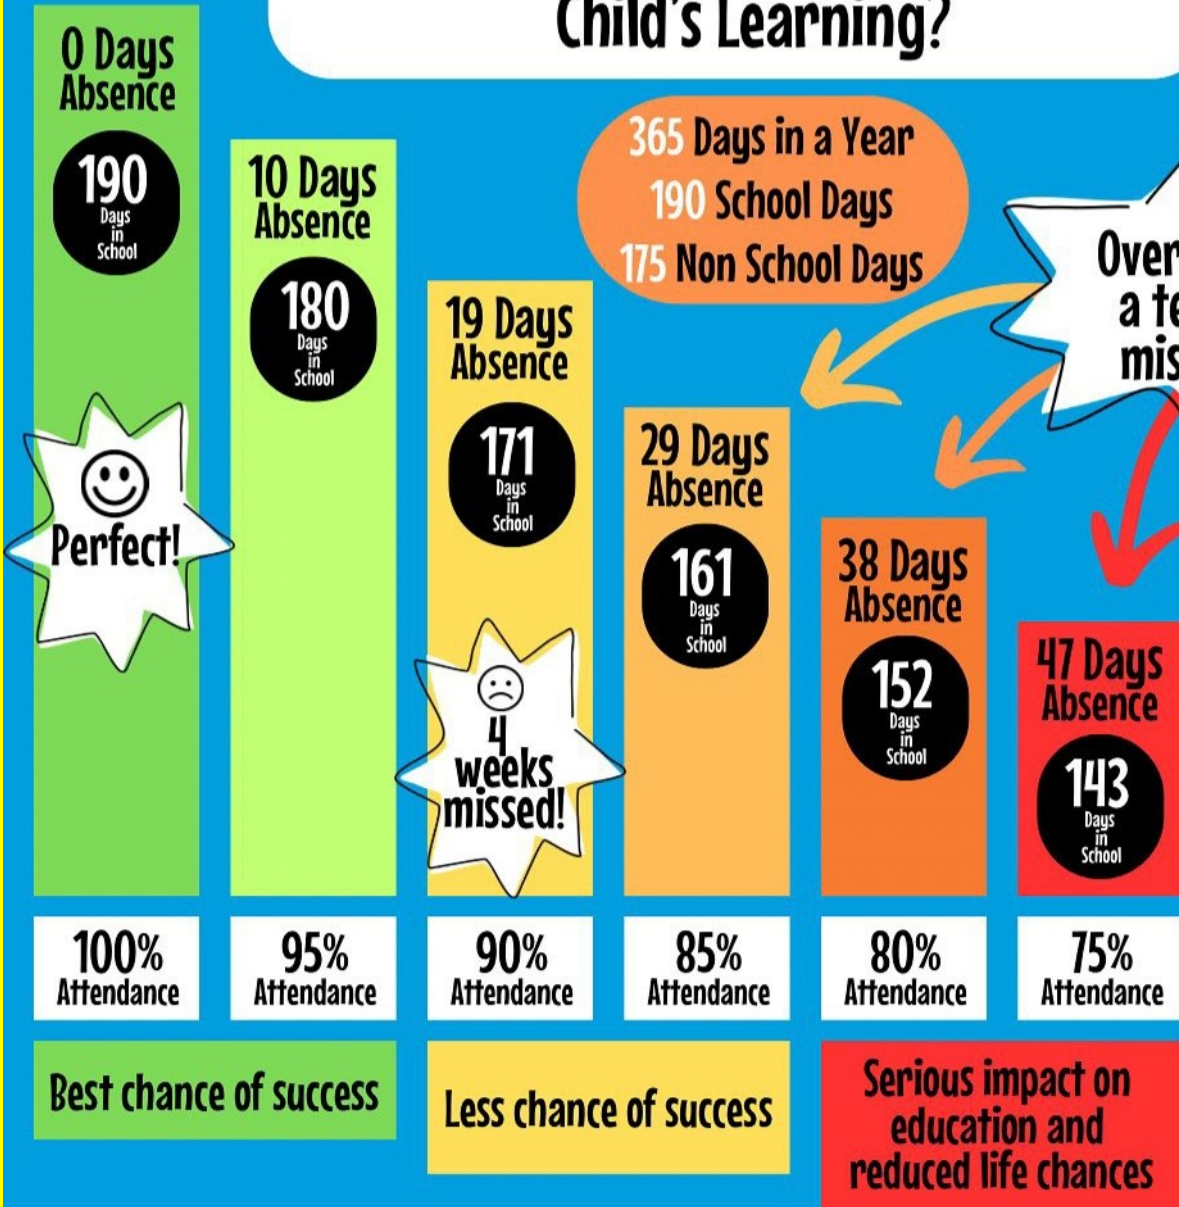 Child's Learning?
365 Days in a Year
190 School Days
175 Non School Days
Over
a te
mis
0 Days
Absence
190
Days
in
School
Perfect!
10 Days
Absence
180
Days
in
School
19 Days
Absence
171
Days
in
School
4
weeks
missed!
29 Days
Absence
161
Days
in
School
38 Days
Absence
152
Days
in
School
47 Days
Absence
143
Days
in
School
100%
Attendance
95%
Attendance
90%
Attendance
85%
Attendance
80%
Attendance
75%
Attendance
Best chance of success
Less chance of success
Serious impact on
education and
reduced life chances